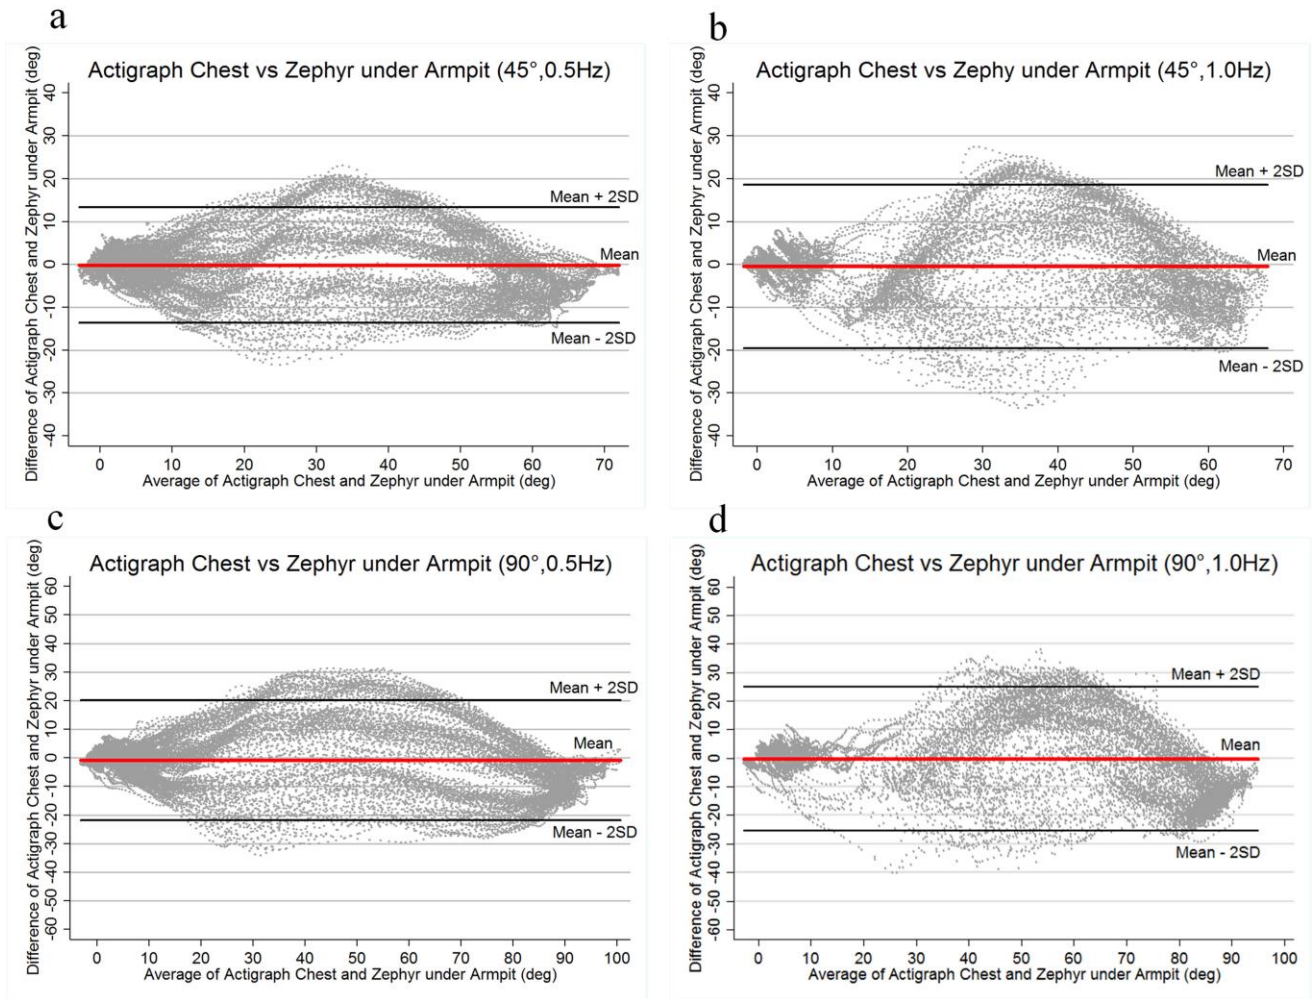 a
Actigraph Chest vs Zephyr under Armpit (45°,0.5Hz)
Difference of Actigraph Chest and Zephyr under Armpit (deg)
40
30
20
10
0
-10
-20
-30
-40
Mean + 2SD
Mean
Mean - 2SD
0 10 20 30 40 50 60 70
Average of Actigraph Chest and Zephyr under Armpit (deg)
b
Actigraph Chest vs Zephy under Armpit (45°,1.0Hz)
Difference of Actigraph Chest and Zephyr under Armpit (deg)
40
30
20
10
0
-10
-20
-30
-40
Mean + 2SD
Mean
Mean - 2SD
0 10 20 30 40 50 60 70
Average of Actigraph Chest and Zephyr under Armpit (deg)
c
Actigraph Chest vs Zephyr under Armpit (90°,0.5Hz)
Difference of Actigraph Chest and Zephyr under Armpit (deg)
60
50
40
30
20
10
0
-10
-20
-30
-40
-50
-60
Mean + 2SD
Mean
Mean - 2SD
0 10 20 30 40 50 60 70 80 90 100
Average of Actigraph Chest and Zephyr under Armpit (deg)
d
Actigraph Chest vs Zephyr under Armpit (90°,1.0Hz)
Difference of Actigraph Chest and Zephyr under Armpit (deg)
60
50
40
30
20
10
0
-10
-20
-30
-40
-50
-60
Mean + 2SD
Mean
Mean - 2SD
0 10 20 30 40 50 60 70 80 90 100
Average of Actigraph Chest and Zephyr under Armpit (deg)